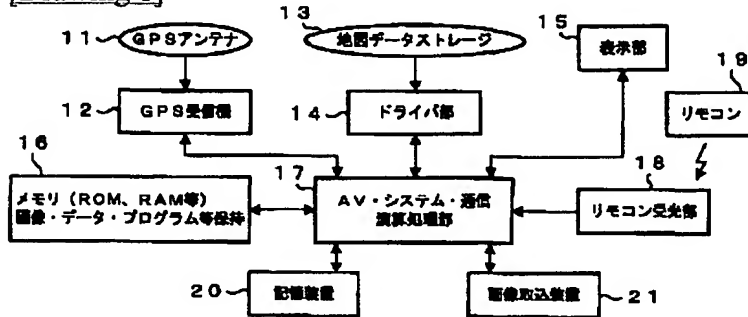 11
GPSアンテナ
13
地図データストレージ
15
表示部
19
リモコン
12
GPS受信機
14
ドライバ部
16
メモリ(ROM、RAM等)
画像・データ・プログラム等保持
17
AV・システム・通信
演算処理部
18
リモコン受光部
20
記憶装置
画像取込装置
21